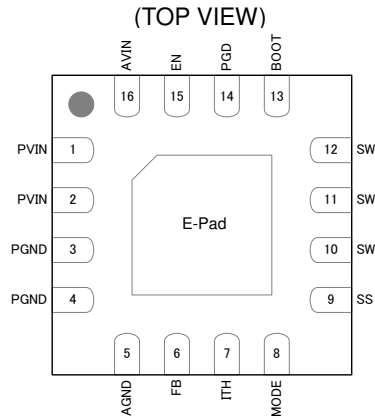 (TOP VIEW)
AVIN EN PGD BOOT
16 15 14 13
PVIN 1 12 SW
PVIN 2 11 SW
E-Pad
PGND 3 10 SW
PGND 4 9 SS
5 6 7 8
AGND FB ITH MODE